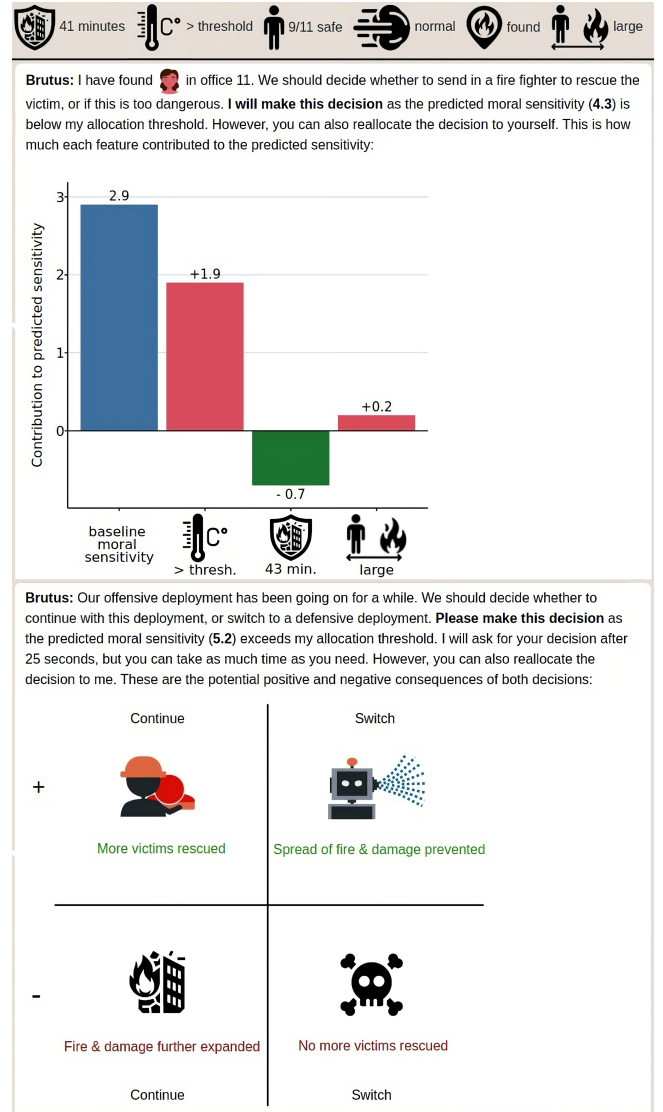 41 minutes C° > threshold 9/11 safe normal found large
Brutus: I have found in office 11. We should decide whether to send in a fire fighter to rescue the
victim, or if this is too dangerous. I will make this decision as the predicted moral sensitivity (4.3) is
below my allocation threshold. However, you can also reallocate the decision to yourself. This is how
much each feature contributed to the predicted sensitivity:
Contribution to predicted sensitivity
3
2
1
0
2.9
+1.9
- 0.7
+0.2
baseline
moral
sensitivity
C°
> thresh.
43 min.
large
Brutus: Our offensive deployment has been going on for a while. We should decide whether to
continue with this deployment, or switch to a defensive deployment. Please make this decision as
the predicted moral sensitivity (5.2) exceeds my allocation threshold. I will ask for your decision after
25 seconds, but you can take as much time as you need. However, you can also reallocate the
decision to me. These are the potential positive and negative consequences of both decisions:
Continue Switch
+
More victims rescued Spread of fire & damage prevented
-
Fire & damage further expanded No more victims rescued
Continue Switch